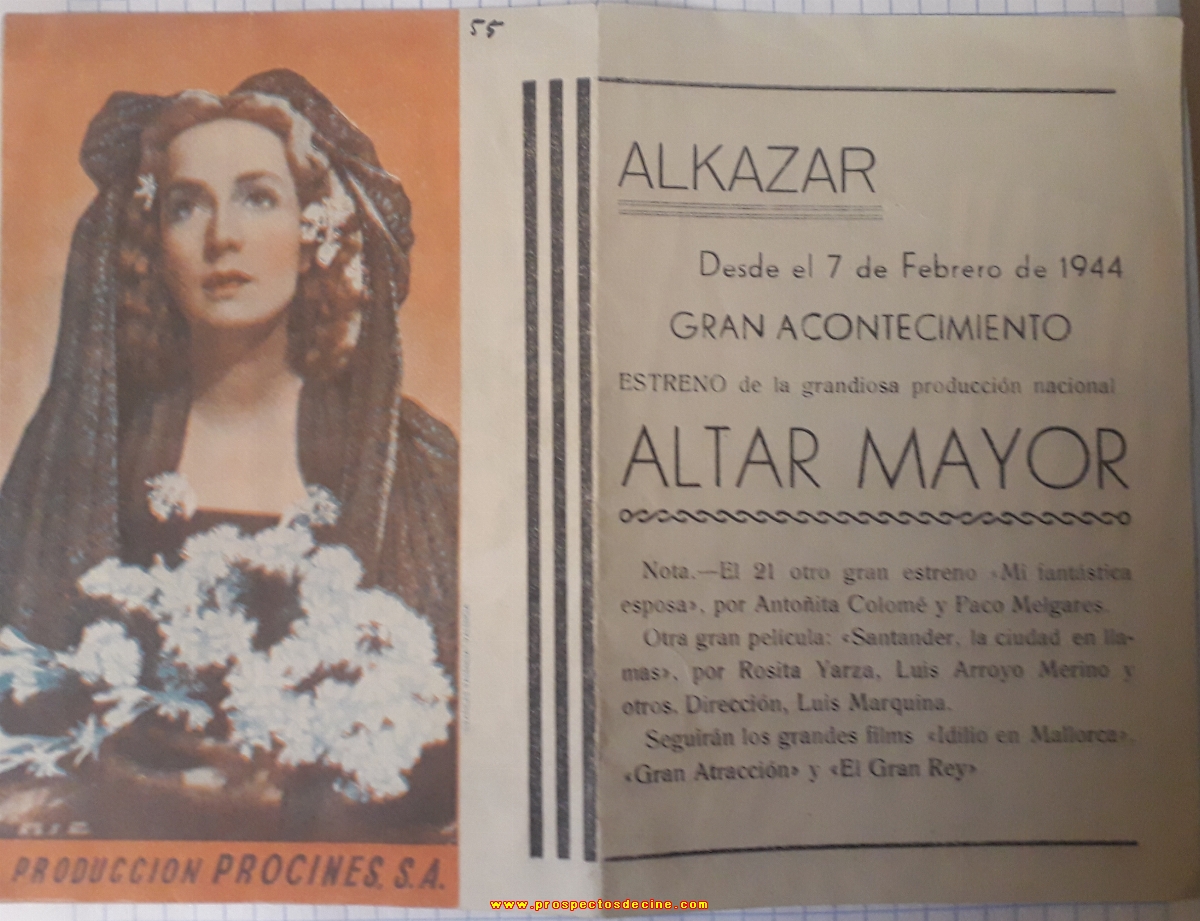 55
ALKAZAR
Desde el 7 de Febrero de 1944
GRAN ACONTECIMIENTO
ESTRENO de la grandiosa producción nacional
ALTAR MAYOR
Nota.—El 21 otro gran estreno «Mi fantástica
esposa», por Antoñita Colomé y Paco Melgares.
Otra gran película: «Santander, la ciudad en lla-
mas», por Rosita Yarza, Luis Arroyo Merino y
otros. Dirección, Luis Marquina.
Seguirán los grandes films «Idilio en Mallorca»,
«Gran Atracción» y «El Gran Rey»
PRODUCCION PROCINES, S.A.
www.prospectosdecine.com